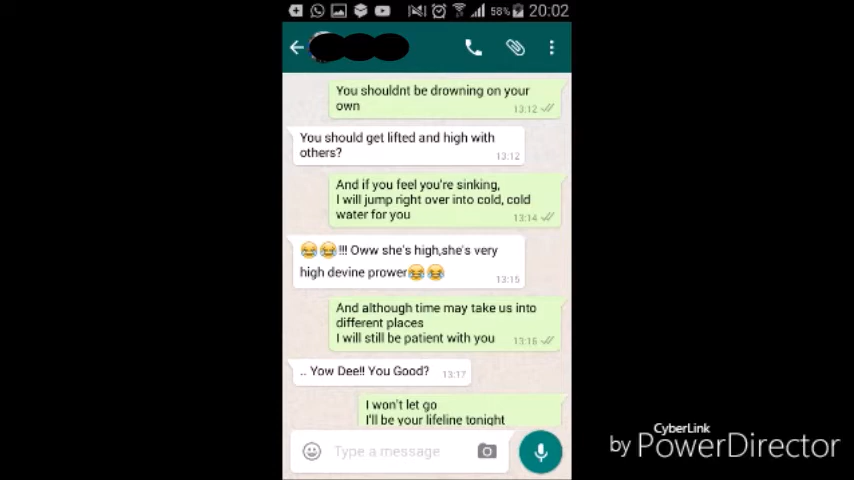 58% 20:02
You shouldnt be drowning on your
own
13:12
You should get lifted and high with
others?
13:12
And if you feel you're sinking,
I will jump right over into cold, cold
water for you
13:14
😂😂!!! Oww she's high,she's very
high devine prower😂😂
13:15
And although time may take us into
different places
I will still be patient with you
13:16
.. Yow Dee!! You Good?
13:17
I won't let go
I'll be your lifeline tonight
Type a message
CyberLink
by PowerDirector